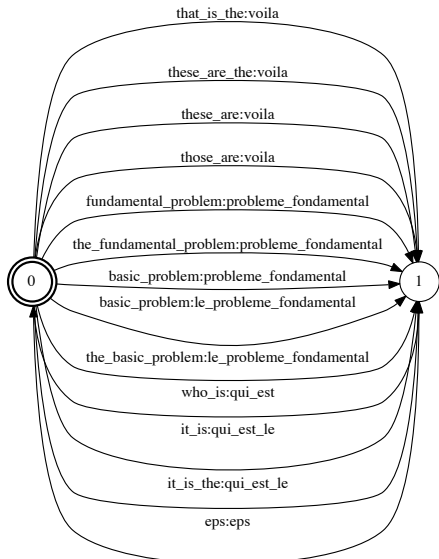 that_is_the:voila
these_are_the:voila
these_are:voila
those_are:voila
fundamental_problem:probleme_fondamental
the_fundamental_problem:probleme_fondamental
basic_problem:probleme_fondamental
0
1
basic_problem:le_probleme_fondamental
the_basic_problem:le_probleme_fondamental
who_is:qui_est
it_is:qui_est_le
it_is_the:qui_est_le
eps:eps